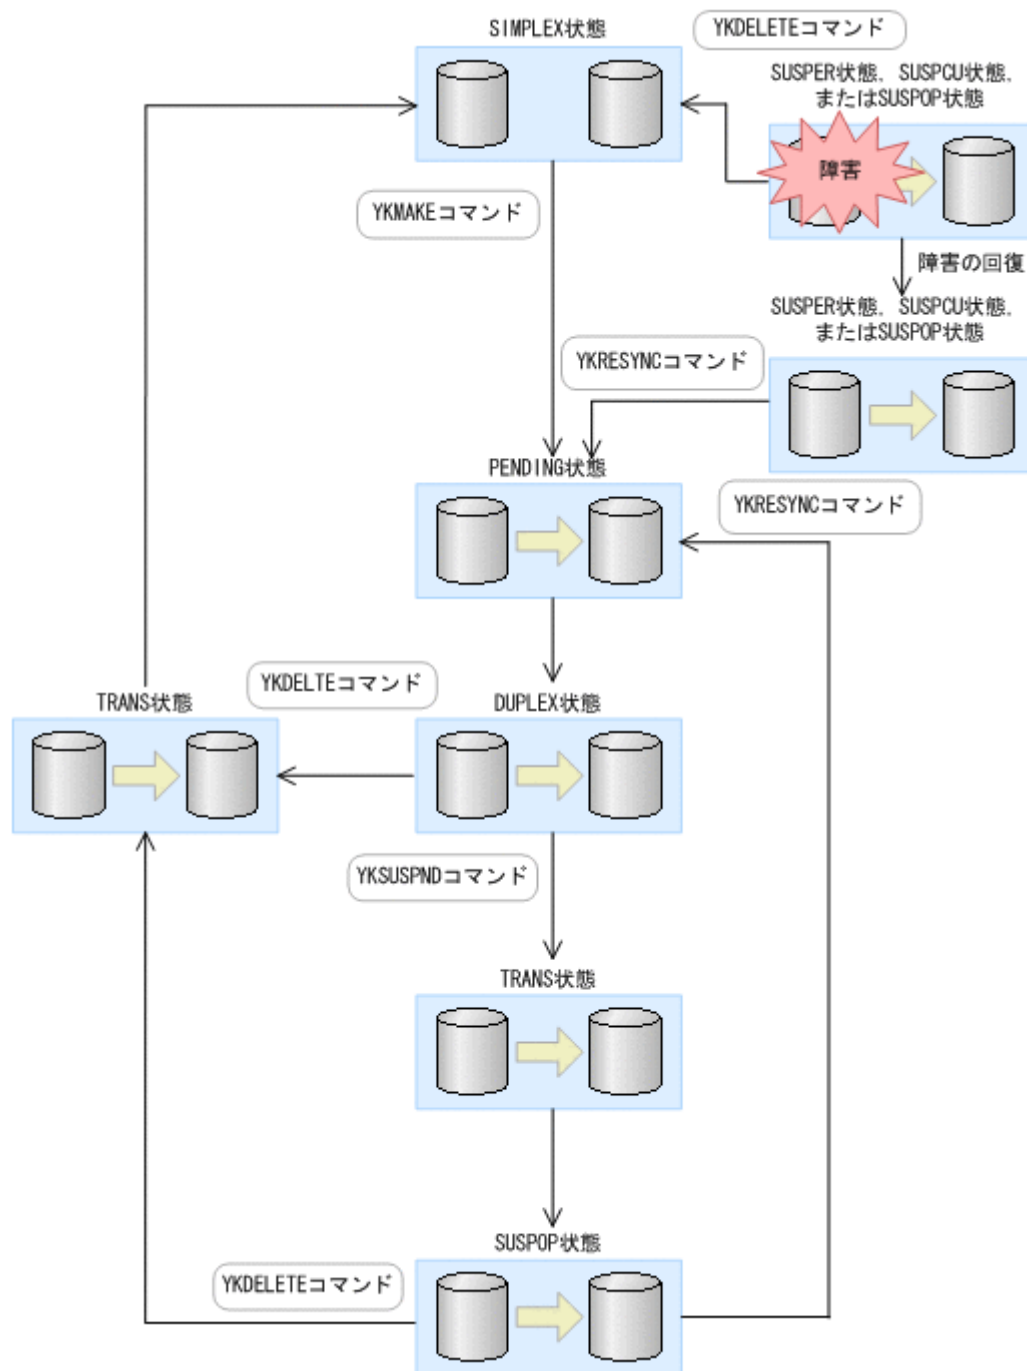 SIMPLEX状態
YKDELETEコマンド
SUSPER状態，SUSPCU状態，
またはSUSPOP状態
障害
YKMAKEコマンド
障害の回復
SUSPER状態，SUSPCU状態，
またはSUSPOP状態
YKRESYNCコマンド
PENDING状態
YKRESYNCコマンド
YKDELTEコマンド
TRANS状態
DUPLEX状態
YKSUSPNDコマンド
TRANS状態
SUSPOP状態
YKDELETEコマンド